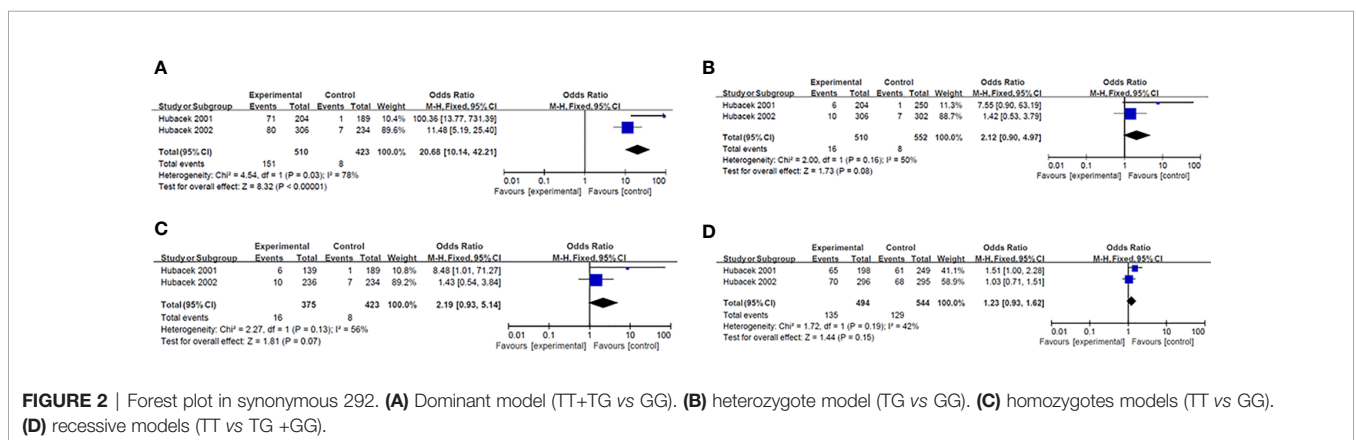 A
Experimental Control Odds Ratio Odds Ratio
Study or Subgroup Events Total Events Total Weight M-H, Fixed, 95% CI M-H, Fixed, 95% CI
Hubacek 2001 71 204 1 189 10.4% 100.36 [13.77, 731.39]
Hubacek 2002 80 306 7 234 89.6% 11.48 [5.19, 25.40]
Total (95% CI) 510 423 100.0% 20.68 [10.14, 42.21]
Total events 151 8
Heterogeneity: Chi² = 4.54, df = 1 (P = 0.03); I² = 78%
Test for overall effect: Z = 8.32 (P < 0.00001)
0.01 0.1 1 10 100
Favours [experimental] Favours [control]
B
Experimental Control Odds Ratio Odds Ratio
Study or Subgroup Events Total Events Total Weight M-H, Fixed, 95% CI M-H, Fixed, 95% CI
Hubacek 2001 6 204 1 250 11.3% 7.55 [0.90, 63.19]
Hubacek 2002 10 306 7 302 88.7% 1.42 [0.53, 3.79]
Total (95% CI) 510 552 100.0% 2.12 [0.90, 4.97]
Total events 16 8
Heterogeneity: Chi² = 2.00, df = 1 (P = 0.16); I² = 50%
Test for overall effect: Z = 1.73 (P = 0.08)
0.01 0.1 1 10 100
Favours [experimental] Favours [control]
C
Experimental Control Odds Ratio Odds Ratio
Study or Subgroup Events Total Events Total Weight M-H, Fixed, 95% CI M-H, Fixed, 95% CI
Hubacek 2001 6 139 1 189 10.8% 8.48 [1.01, 71.27]
Hubacek 2002 10 236 7 234 89.2% 1.43 [0.54, 3.84]
Total (95% CI) 375 423 100.0% 2.19 [0.93, 5.14]
Total events 16 8
Heterogeneity: Chi² = 2.27, df = 1 (P = 0.13); I² = 56%
Test for overall effect: Z = 1.81 (P = 0.07)
0.01 0.1 1 10 100
Favours [experimental] Favours [control]
D
Experimental Control Odds Ratio Odds Ratio
Study or Subgroup Events Total Events Total Weight M-H, Fixed, 95% CI M-H, Fixed, 95% CI
Hubacek 2001 65 198 61 249 41.1% 1.51 [1.00, 2.28]
Hubacek 2002 70 296 68 295 58.9% 1.03 [0.71, 1.51]
Total (95% CI) 494 544 100.0% 1.23 [0.93, 1.62]
Total events 135 129
Heterogeneity: Chi² = 1.72, df = 1 (P = 0.19); I² = 42%
Test for overall effect: Z = 1.44 (P = 0.15)
0.01 0.1 1 10 100
Favours [experimental] Favours [control]
FIGURE 2 | Forest plot in synonymous 292. (A) Dominant model (TT+TG vs GG). (B) heterozygote model (TG vs GG). (C) homozygotes models (TT vs GG).
(D) recessive models (TT vs TG +GG).